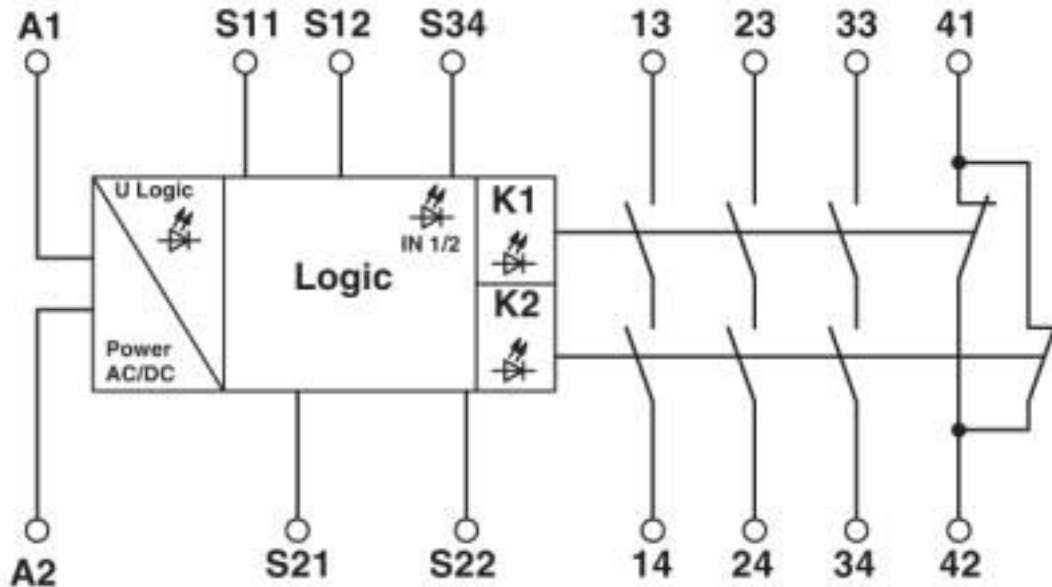 A1 S11 S12 S34 13 23 33 41
U Logic
K1
IN 1/2
Logic
K2
Power
AC/DC
A2 S21 S22 14 24 34 42